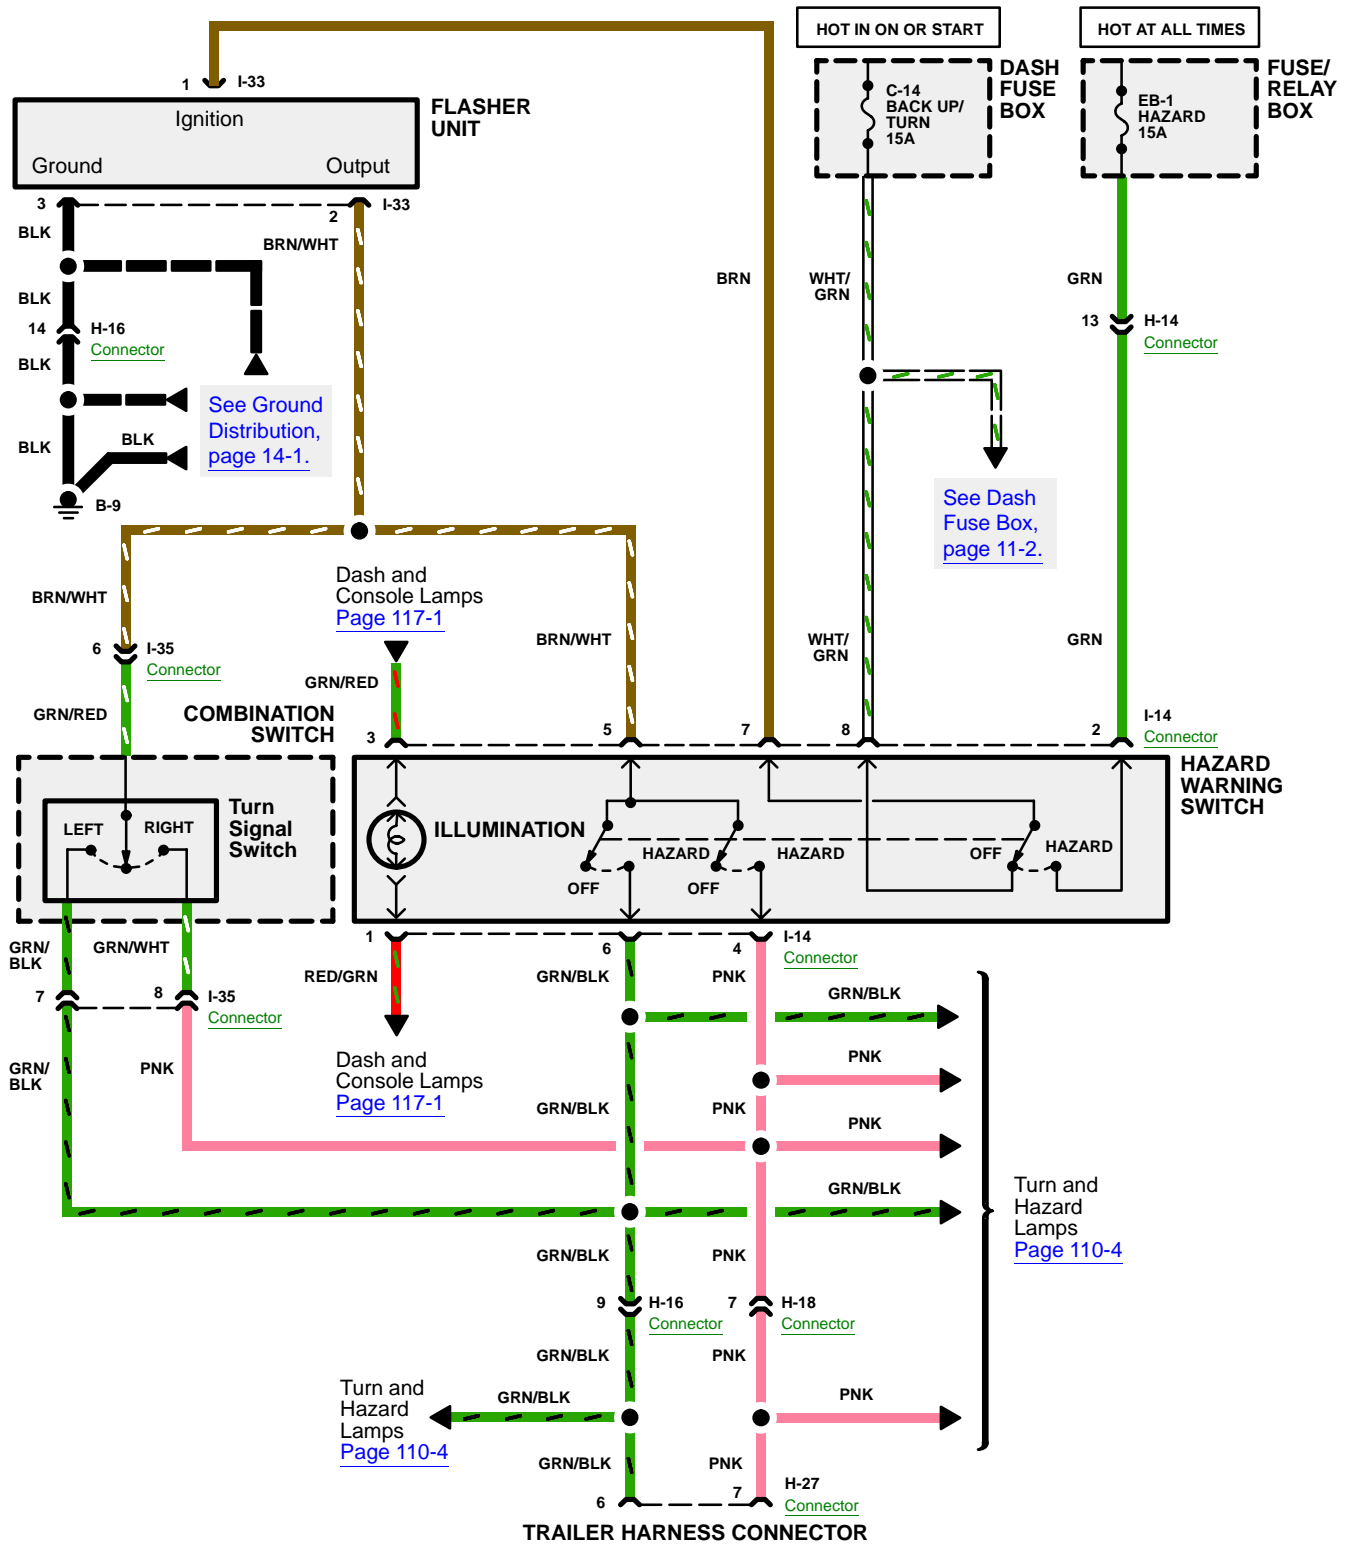 HOT IN ON OR START
HOT AT ALL TIMES
1
I-33
FLASHER
UNIT
Ignition
Ground
Output
DASH
FUSE
BOX
C-14
BACK UP/
TURN
15A
FUSE/
RELAY
BOX
EB-1
HAZARD
15A
3
2
I-33
BLK
BRN/WHT
BLK
BRN
WHT/
GRN
GRN
14
H-16
Connector
13
H-14
Connector
BLK
See Ground
Distribution,
page 14-1.
BLK
BLK
B-9
See Dash
Fuse Box,
page 11-2.
Dash and
Console Lamps
Page 117-1
BRN/WHT
BRN/WHT
WHT/
GRN
GRN
6
I-35
Connector
GRN/RED
GRN/RED
COMBINATION
SWITCH
3
5
7
8
2
I-14
Connector
HAZARD
WARNING
SWITCH
Turn
Signal
Switch
LEFT
RIGHT
ILLUMINATION
HAZARD
OFF
HAZARD
OFF
OFF
HAZARD
GRN/
BLK
GRN/WHT
1
6
4
I-14
Connector
RED/GRN
GRN/BLK
PNK
7
8
I-35
Connector
GRN/BLK
GRN/
BLK
PNK
Dash and
Console Lamps
Page 117-1
PNK
GRN/BLK
PNK
PNK
GRN/BLK
Turn and
Hazard
Lamps
Page 110-4
GRN/BLK
PNK
9
H-16
Connector
7
H-18
Connector
GRN/BLK
PNK
Turn and
Hazard
Lamps
Page 110-4
GRN/BLK
PNK
GRN/BLK
PNK
6
7
H-27
Connector
TRAILER HARNESS CONNECTOR